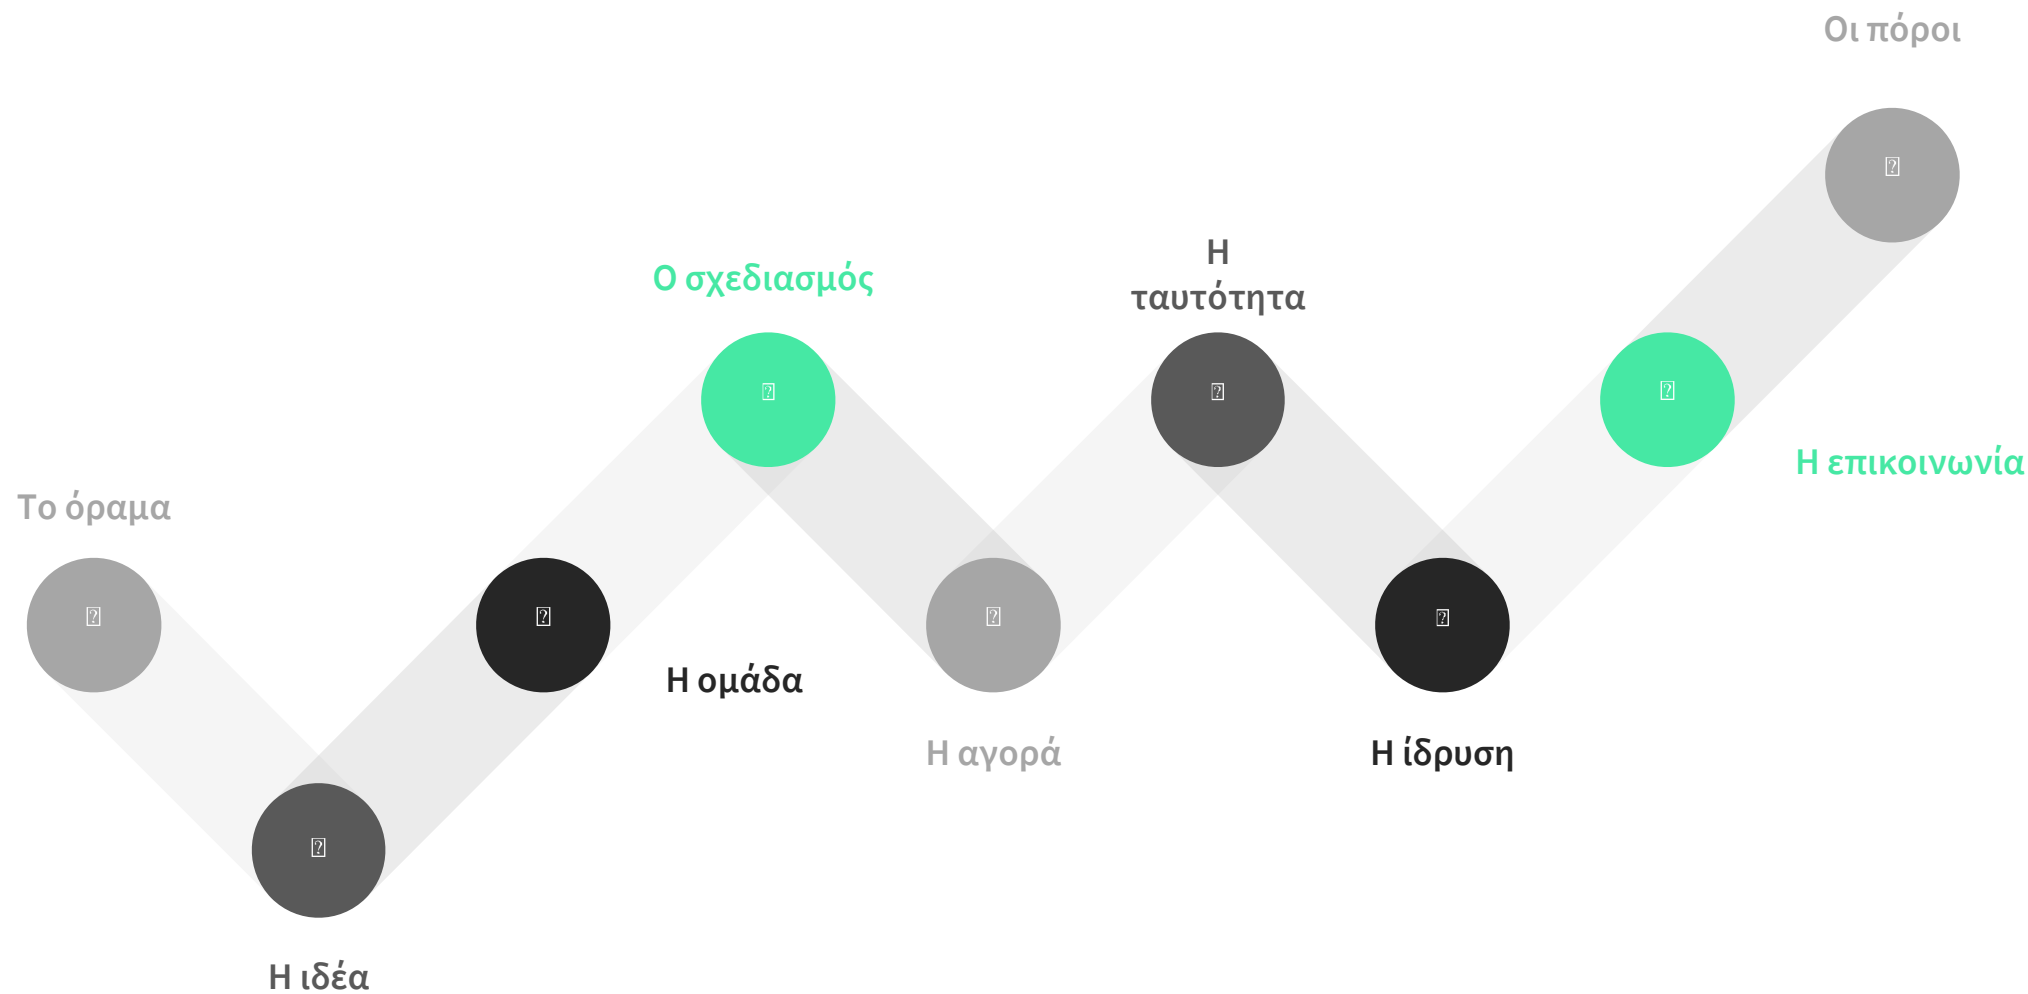 Το όραμα
Η ιδέα
Η ομάδα
Ο σχεδιασμός
Η αγορά
Η
ταυτότητα
Η ίδρυση
Η επικοινωνία
Οι πόροι